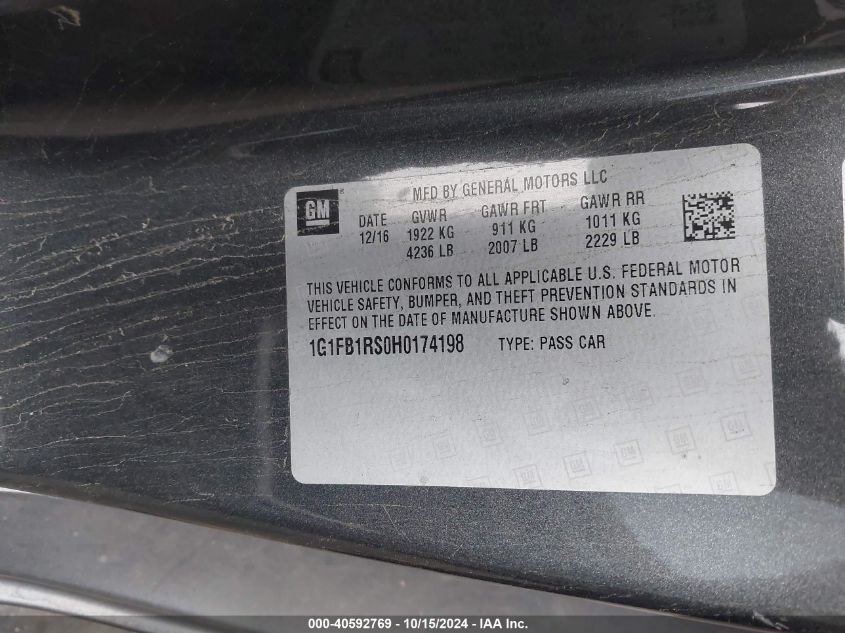 MFD BY GENERAL MOTORS LLC
GM ®
DATE GVWR GAWR FRT GAWR RR
12/16 1922 KG 911 KG 1011 KG
4236 LB 2007 LB 2229 LB
THIS VEHICLE CONFORMS TO ALL APPLICABLE U.S. FEDERAL MOTOR
VEHICLE SAFETY, BUMPER, AND THEFT PREVENTION STANDARDS IN
EFFECT ON THE DATE OF MANUFACTURE SHOWN ABOVE.
1G1FB1RS0H0174198 TYPE: PASS CAR
000-40592769 - 10/15/2024 - IAA Inc.